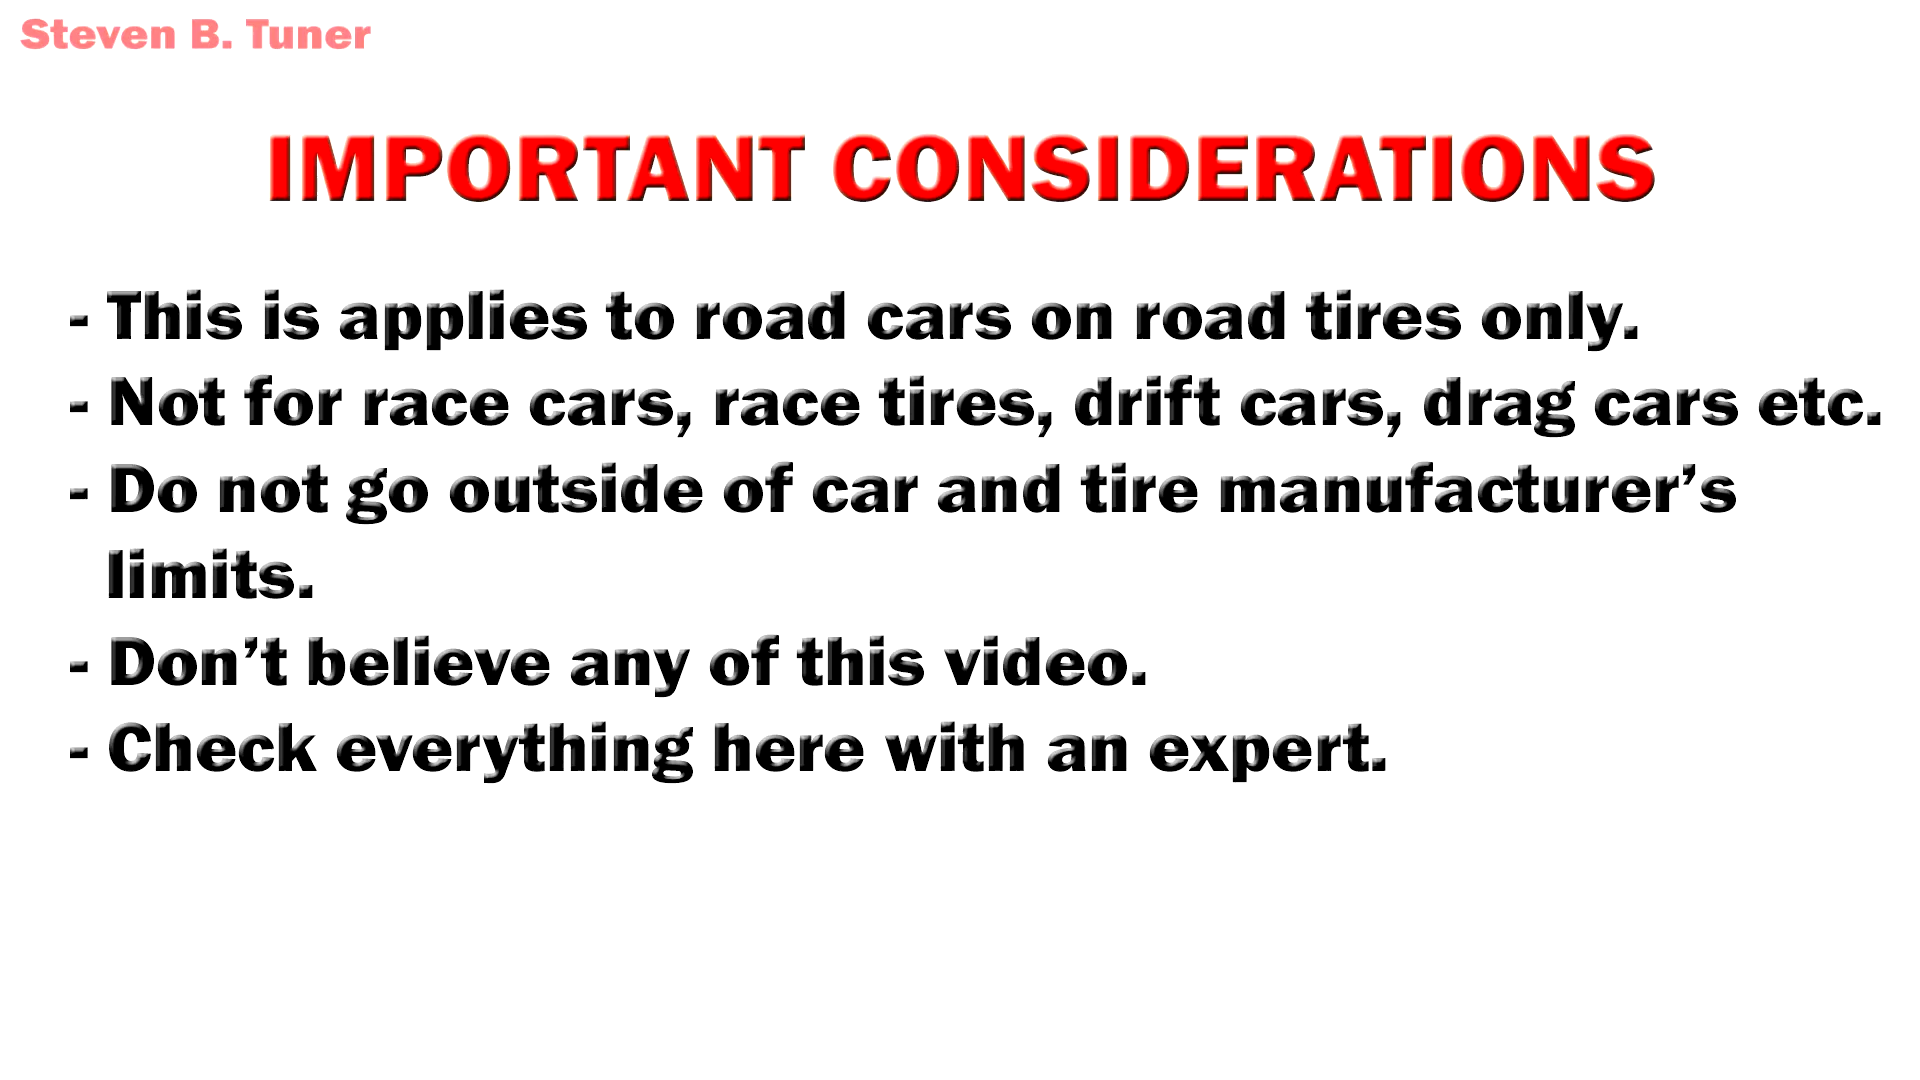 Steven B. Tuner
IMPORTANT CONSIDERATIONS
- This is applies to road cars on road tires only.
- Not for race cars, race tires, drift cars, drag cars etc.
- Do not go outside of car and tire manufacturer’s
limits.
- Don’t believe any of this video.
- Check everything here with an expert.